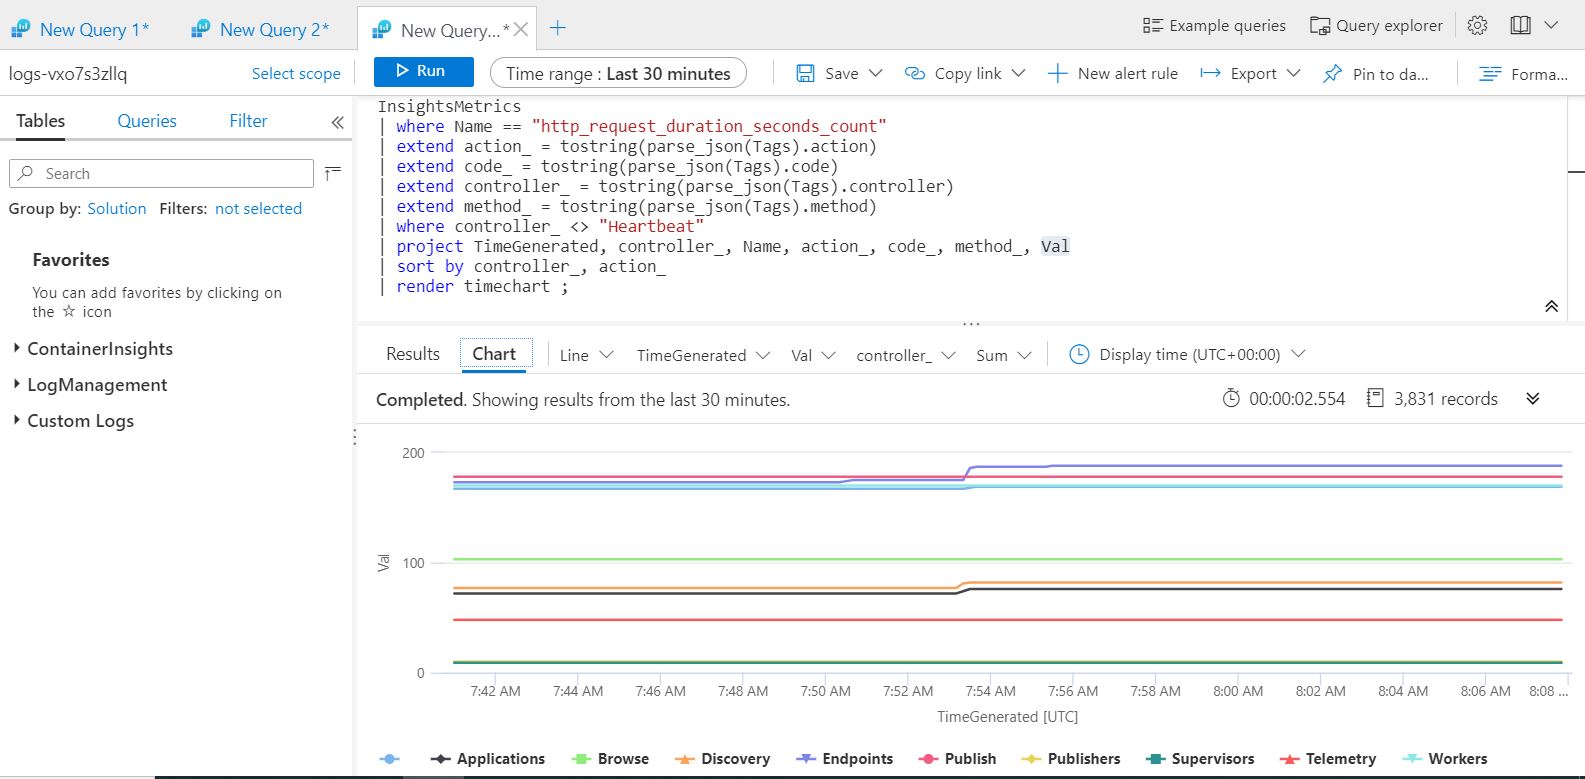 New Query 1*
New Query 2*
New Query...*
Example queries
Query explorer
logs-vxo7s3zllq
Select scope
Run
Time range : Last 30 minutes
Save
Copy link
New alert rule
Export
Pin to da...
Forma...
Tables
Queries
Filter
Search
Group by: Solution Filters: not selected
Favorites
You can add favorites by clicking on
the ☆ icon
ContainerInsights
LogManagement
Custom Logs
InsightsMetrics
| where Name == "http_request_duration_seconds_count"
| extend action_ = tostring(parse_json(Tags).action)
| extend code_ = tostring(parse_json(Tags).code)
| extend controller_ = tostring(parse_json(Tags).controller)
| extend method_ = tostring(parse_json(Tags).method)
| where controller_ <> "Heartbeat"
| project TimeGenerated, controller_, Name, action_, code_, method_, Val
| sort by controller_, action_
| render timechart ;
Results
Chart
Line
TimeGenerated
Val
controller_
Sum
Display time (UTC+00:00)
Completed. Showing results from the last 30 minutes.
00:00:02.554
3,831 records
200
100
0
Val
7:42 AM 7:44 AM 7:46 AM 7:48 AM 7:50 AM 7:52 AM 7:54 AM 7:56 AM 7:58 AM 8:00 AM 8:02 AM 8:04 AM 8:06 AM 8:08 ...
TimeGenerated [UTC]
Applications Browse Discovery Endpoints Publish Publishers Supervisors Telemetry Workers